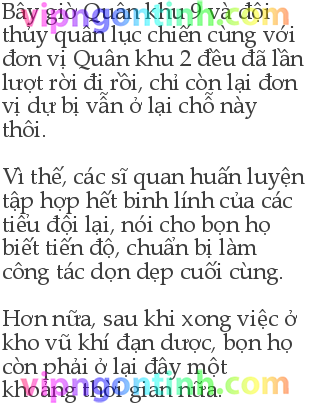 Bây giờ Quân khu 9 và đội
thủy quân lục chiến cùng với
đơn vị Quân khu 2 đều đã lần
lượt rời đi rồi, chỉ còn lại đơn
vị dự bị vẫn ở lại chỗ này
thôi.
Vì thế, các sĩ quan huấn luyện
tập hợp hết binh lính của các
tiểu đội lại, nói cho bọn họ
biết tiến độ, chuẩn bị làm
công tác dọn dẹp cuối cùng.
Hơn nữa, sau khi xong việc ở
kho vũ khí đạn dược, bọn họ
còn phải ở lại đây một
khoảng thời gian nữa.
vipngontinh.com
vipngontinh.com